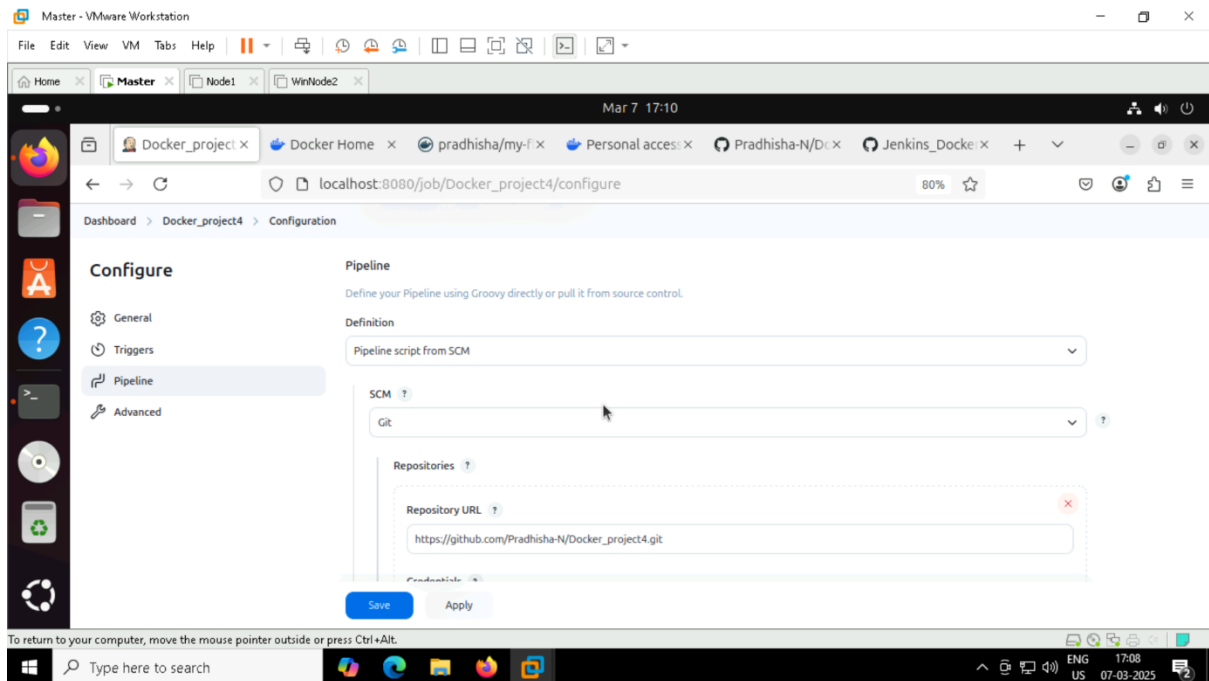 Master - VMware Workstation
File Edit View VM Tabs Help
Home Master Node1 WinNode2
Mar 7 17:10
Docker_project Docker Home pradhisha/my-f Personal access Pradhisha-N/Dc Jenkins_Docker
localhost:8080/job/Docker_project4/configure 80%
Dashboard > Docker_project4 > Configuration
Configure
General
Triggers
Pipeline
Advanced
Pipeline
Define your Pipeline using Groovy directly or pull it from source control.
Definition
Pipeline script from SCM
SCM ?
Git ?
Repositories ?
Repository URL ?
https://github.com/Pradhisha-N/Docker_project4.git
Credentials ?
Save Apply
To return to your computer, move the mouse pointer outside or press Ctrl+Alt.
Type here to search
ENG 17:08
US 07-03-2025 2